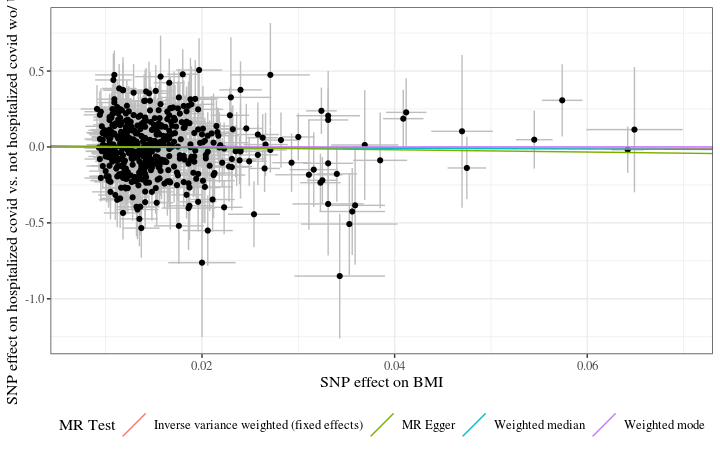 SNP effect on hospitalized covid vs. not hospitalized covid wo/
0.5
0.0
-0.5
-1.0
0.02
0.04
0.06
SNP effect on BMI
MR Test
Inverse variance weighted (fixed effects)
MR Egger
Weighted median
Weighted mode